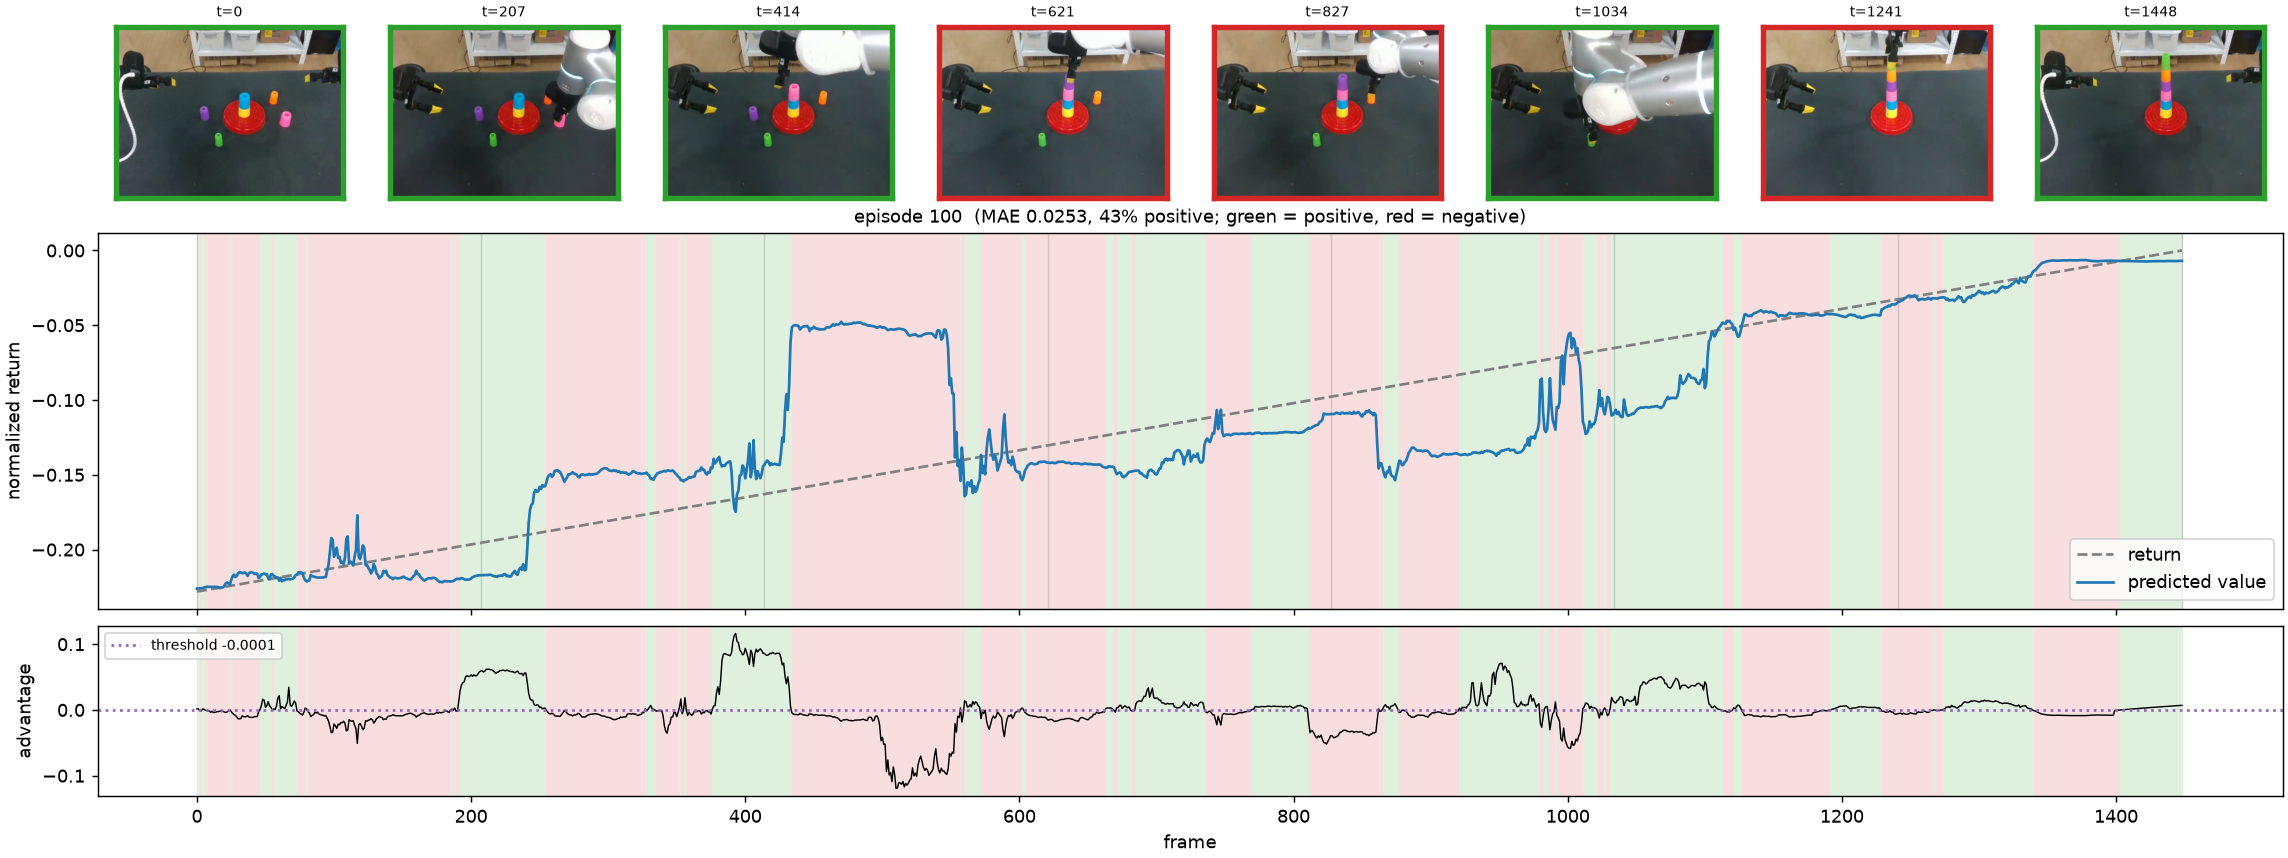 t=0 t=207 t=414 t=621 t=827 t=1034 t=1241 t=1448
episode 100 (MAE 0.0253, 43% positive; green = positive, red = negative)
normalized return
0.00
−0.05
−0.10
−0.15
−0.20
return
predicted value
advantage
0.1
0.0
−0.1
threshold -0.0001
0 200 400 600 800 1000 1200 1400
frame